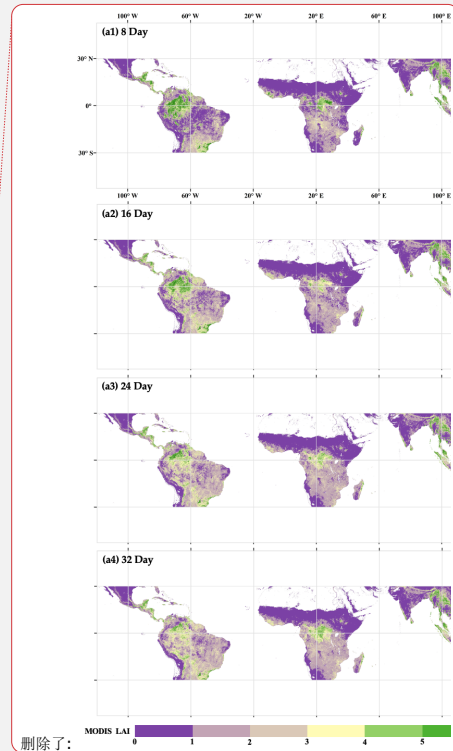 100° W 60° W 20° W 20° E 60° E 100° E
(a1) 8 Day
30° N
0°
30° S
100° W 60° W 20° W 20° E 60° E 100° E
(a2) 16 Day
(a3) 24 Day
(a4) 32 Day
MODIS LAI
0 1 2 3 4 5
删除了: